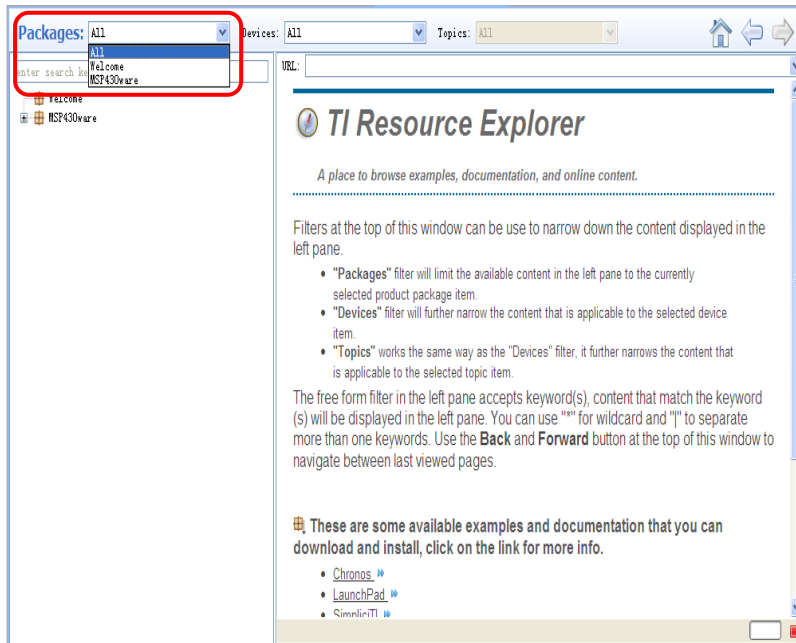 Packages: All
Devices: All
Topics: All
All
Welcome
MSP430ware
enter search ke
Welcome
MSP430ware
URL:
TI Resource Explorer
A place to browse examples, documentation, and online content.
Filters at the top of this window can be use to narrow down the content displayed in the
left pane.
• "Packages" filter will limit the available content in the left pane to the currently
selected product package item.
• "Devices" filter will further narrow the content that is applicable to the selected device
item.
• "Topics" works the same way as the "Devices" filter, it further narrows the content that
is applicable to the selected topic item.
The free form filter in the left pane accepts keyword(s), content that match the keyword
(s) will be displayed in the left pane. You can use "*" for wildcard and "|" to separate
more than one keywords. Use the Back and Forward button at the top of this window to
navigate between last viewed pages.
These are some available examples and documentation that you can
download and install, click on the link for more info.
• Chronos
• LaunchPad
• SimpliciTI